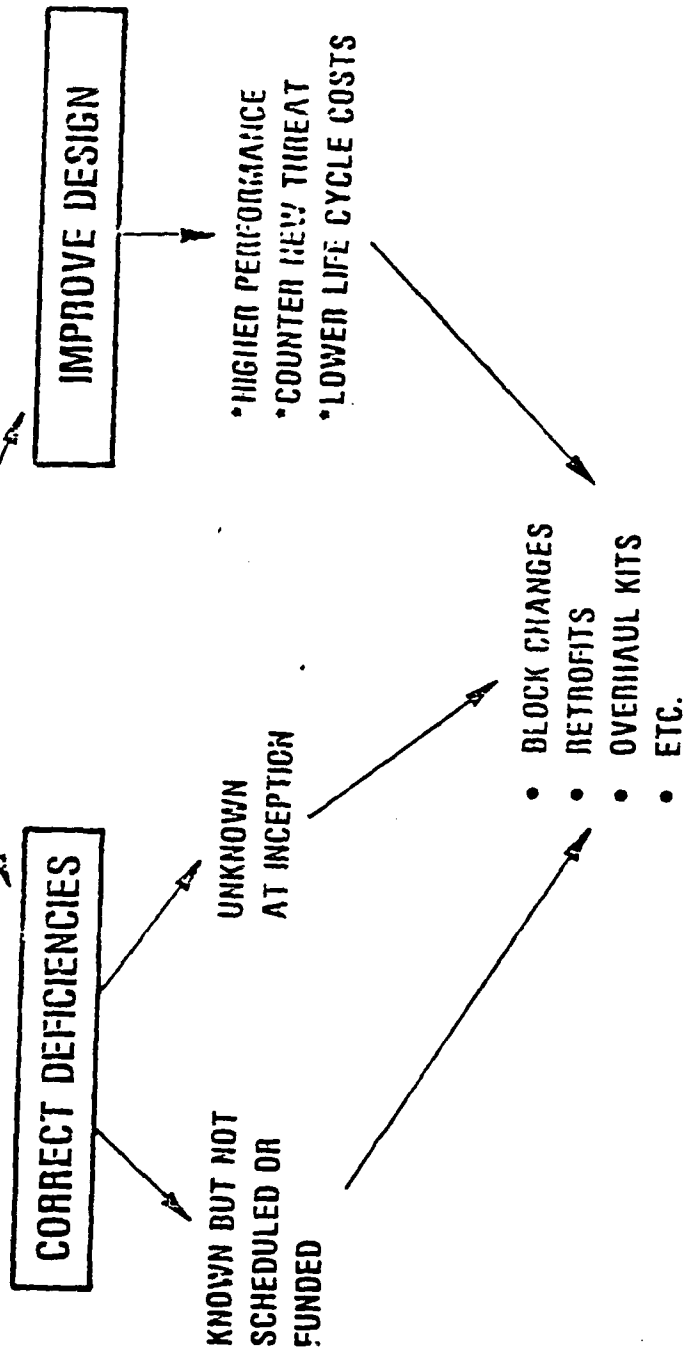 CORRECT DEFICIENCIES
IMPROVE DESIGN
KNOWN BUT NOT
SCHEDULED OR
FUNDED
UNKNOWN
AT INCEPTION
*HIGHER PERFORMANCE
*COUNTER NEW THREAT
*LOWER LIFE CYCLE COSTS
• BLOCK CHANGES
• RETROFITS
• OVERHAUL KITS
• ETC.